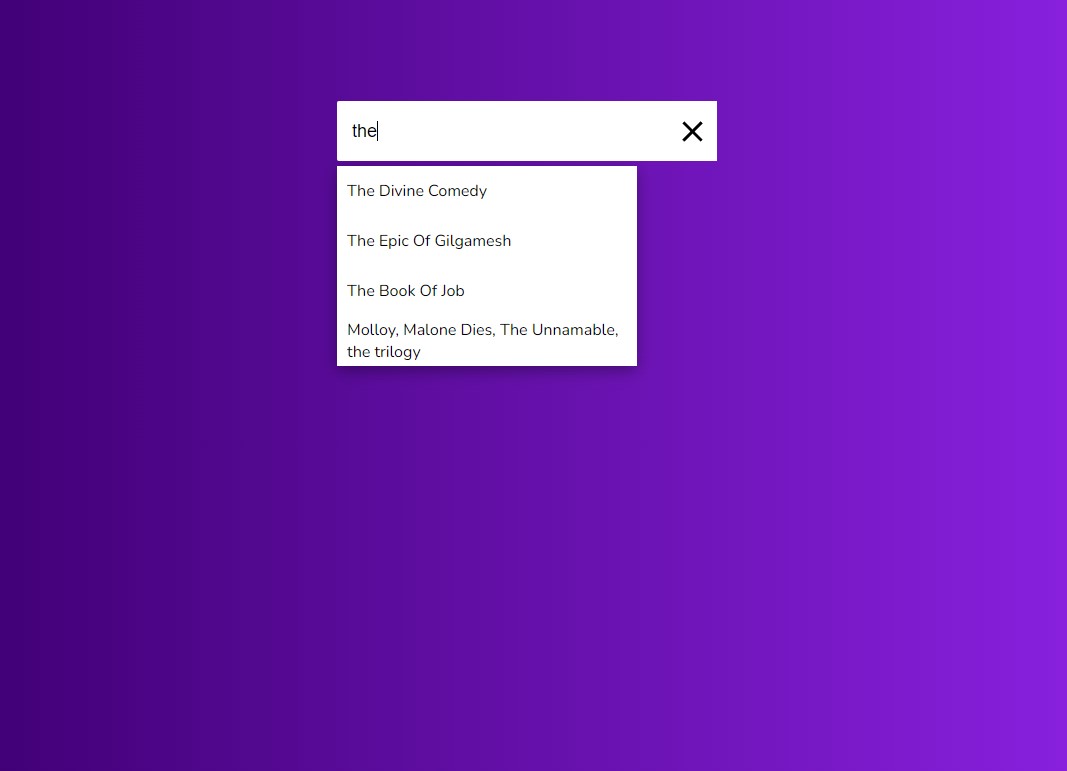 the
The Divine Comedy
The Epic Of Gilgamesh
The Book Of Job
Molloy, Malone Dies, The Unnamable,
the trilogy